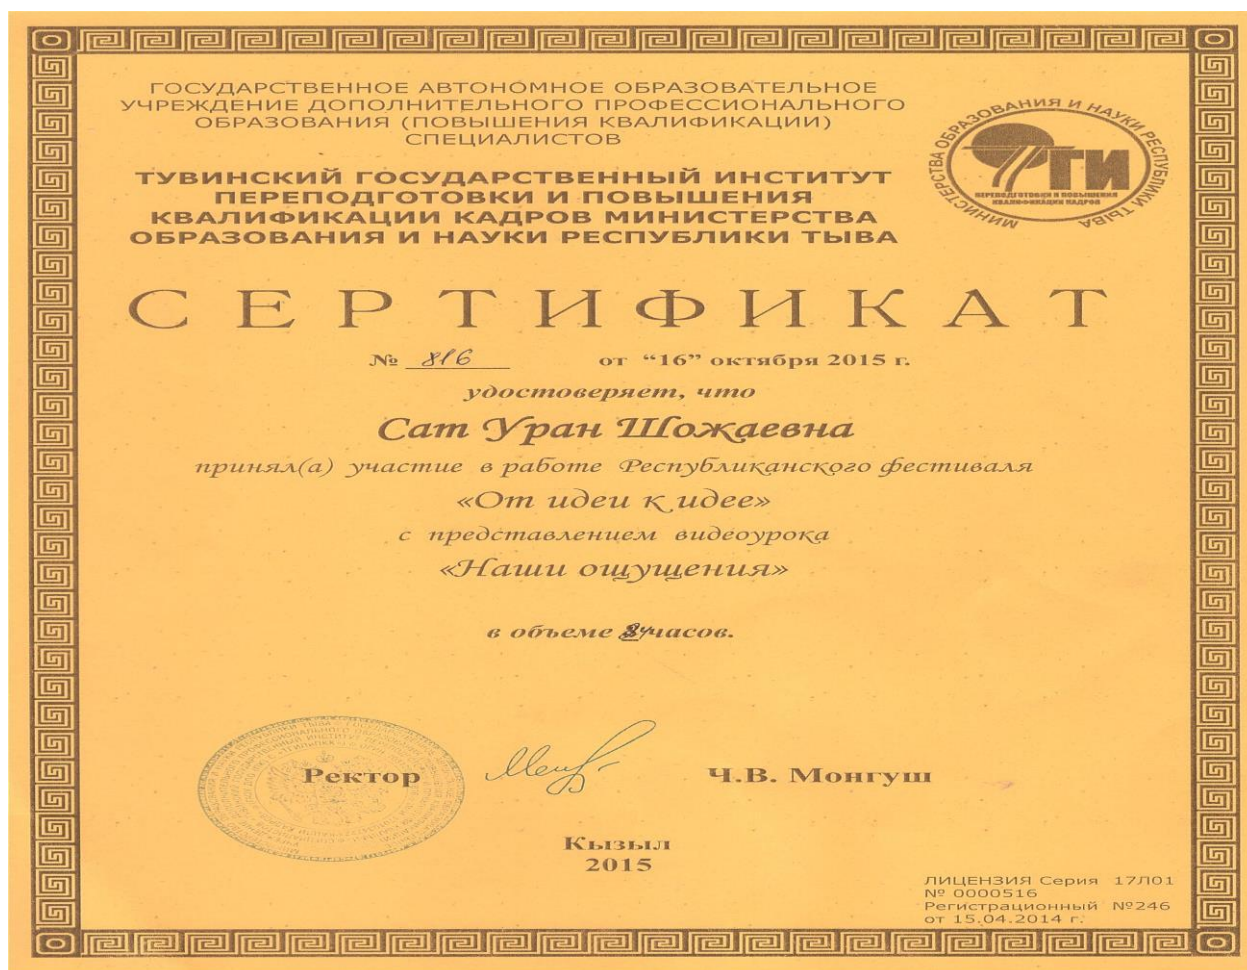 ГОСУДАРСТВЕННОЕ АВТОНОМНОЕ ОБРАЗОВАТЕЛЬНОЕ
УЧРЕЖДЕНИЕ ДОПОЛНИТЕЛЬНОГО ПРОФЕССИОНАЛЬНОГО
ОБРАЗОВАНИЯ (ПОВЫШЕНИЯ КВАЛИФИКАЦИИ)
СПЕЦИАЛИСТОВ
ТУВИНСКИЙ ГОСУДАРСТВЕННЫЙ ИНСТИТУТ
ПЕРЕПОДГОТОВКИ И ПОВЫШЕНИЯ
КВАЛИФИКАЦИИ КАДРОВ МИНИСТЕРСТВА
ОБРАЗОВАНИЯ И НАУКИ РЕСПУБЛИКИ ТЫВА
МИНИСТЕРСТВА ОБРАЗОВАНИЯ И НАУКИ РЕСПУБЛИКИ ТЫВА
ТГИ
ПЕРЕПОДГОТОВКИ И ПОВЫШЕНИЯ
КВАЛИФИКАЦИИ КАДРОВ
СЕРТИФИКАТ
№ 816 от “16” октября 2015 г.
удостоверяет, что
Сат Уран Шожаевна
принял(а) участие в работе Республиканского фестиваля
«От идеи к идее»
с представлением видеоурока
«Наши ощущения»
в объеме часов.
Ректор Ч.В. Монгуш
Кызыл
2015
ЛИЦЕНЗИЯ Серия 17Л01
№ 0000516
Регистрационный №246
от 15.04.2014 г.